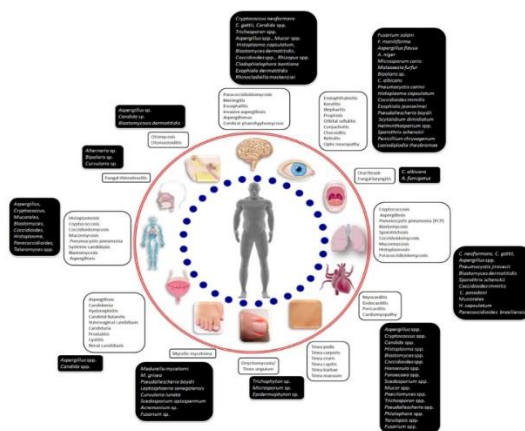 Cryptococcus neoformans
C. gattii, Candida spp.
Trichosporon spp.
Aspergillus spp., Mucor spp.
Histoplasma capsulatum,
Blastomyces dermatitidis,
Coccidioides spp., Rhizopus spp.
Cladophialophora bantiana
Exophiala dermatitidis
Rhinocladiella mackenziei
Paracoccidioidomycosis
Meningitis
Encephalitis
Invasive aspergillosis
Aspergillomas
Cerebral phaeohyphomycosis
Fusarium solani
F. moniliforme
Aspergillus flavus
A. niger
Microsporum canis
Malassezia furfur
Bipolaris sp.
C. albicans
Pneumocystis carinii
Histoplasma capsulatum
Coccidioides immitis
Exophiala jeanselmei
Pseudallescheria boydii
Scytalidium dimidiatum
Helminthosporium spp.
Sporothrix schenckii
Penicillium chrysogenum
Lasiodiplodia theobromae
Endophthalmitis
Keratitis
Blepharitis
Proptosis
Orbital cellulitis
Conjunctivitis
Choroiditis
Retinitis
Optic neuropathy
Aspergillus sp.
Candida sp.
Blastomyces dermatitidis
Otomycosis
Otomastoiditis
Alternaria sp.
Bipolaris sp.
Curvularia sp.
Fungal rhinosinusitis
Oral thrush
Fungal laryngitis
C. albicans
A. fumigatus
Aspergillus,
Cryptococcus,
Mucorales,
Blastomyces,
Coccidioides,
Histoplasma,
Paracoccidioides,
Talaromyces spp.
Histoplasmosis
Cryptococcosis
Coccidioidomycosis
Mucormycosis
Pneumocystis pneumonia
Systemic candidiasis
Blastomycosis
Aspergillosis
Cryptococcosis
Aspergillosis
Pneumocystis pneumonia (PCP)
Blastomycosis
Sporotrichosis
Coccidioidomycosis
Mucormycosis
Histoplasmosis
Paracoccidioidomycosis
C. neoformans, C. gattii,
Aspergillus spp.
Pneumocystis jirovecii
Blastomyces dermatitidis
Sporothrix schenckii
Coccidioides immitis
C. posadasii
Mucorales
H. capsulatum
Paracoccidioides brasiliensis
Myocarditis
Endocarditis
Pericarditis
Cardiomyopathy
Aspergillus spp.
Cryptococcus spp.
Candida spp.
Histoplasma spp.
Blastomyces spp.
Coccidioides spp.
Hansenula spp.
Scedosporium spp.
Mucor spp.
Paecilomyces spp.
Trichosporon spp.
Pseudallescheria spp.
Phialophora spp.
Torulopsis spp.
Fusarium spp.
Aspergillosis
Candidemia
Candidal Balanitis
Vulvovaginal candidiasis
Candiduria
Prostatitis
Cystitis
Renal candidiasis
Aspergillus spp.
Candida spp.
Mycotic mycetoma
Madurella mycetomi
M. grisea
Pseudallescheria boydii
Leptosphaeria senegalensis
Curvularia lunata
Scedosporium apiospermum
Acremonium sp.
Fusarium sp.
Onychomycosis/
Tinea unguium
Trichophyton sp.
Microsporum sp.
Epidermophyton sp.
Tinea pedis
Tinea corporis
Tinea cruris
Tinea capitis
Tinea barbae
Tinea manuum